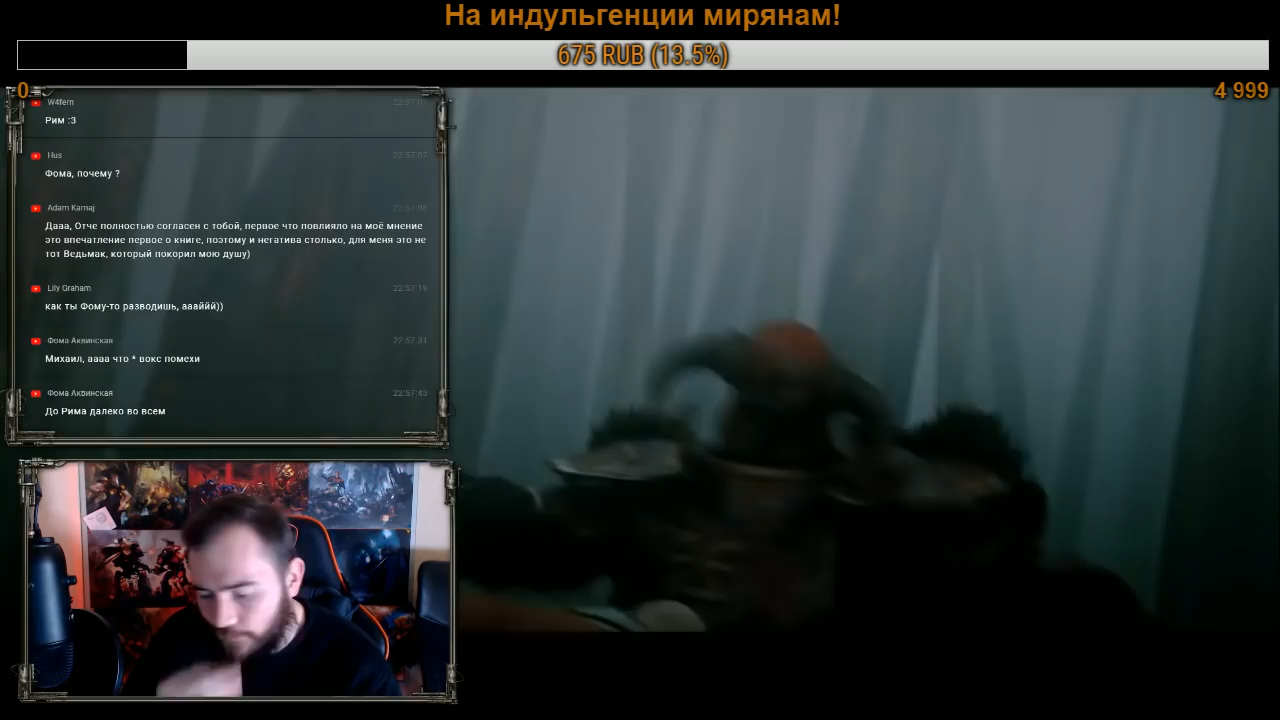 На индульгенции мирянам!
675 RUB (13.5%)
0
4 999
W4fern
Рим :3
Hus 22:57:07
Фома, почему ?
Adam Karnaj 22:57:08
Дааа, Отче полностью согласен с тобой, первое что повлияло на моё мнение
это впечатление первое о книге, поэтому и негатива столько, для меня это не
тот Ведьмак, который покорил мою душу)
Lily Graham 22:57:19
как ты Фому-то разводишь, аааййй))
Фома Аквинская 22:57:31
Михаил, аааа что * вокс помехи
Фома Аквинская 22:57:43
До Рима далеко во всем